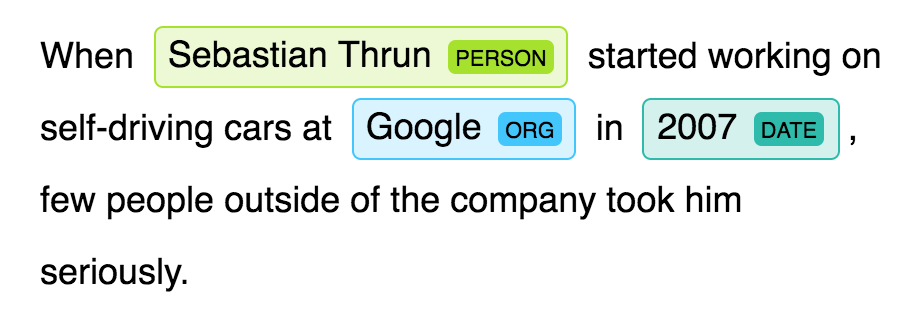 When Sebastian Thrun PERSON started working on
self-driving cars at Google ORG in 2007 DATE ,
few people outside of the company took him
seriously.